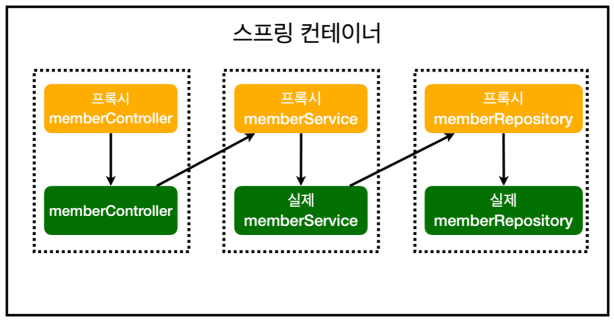 스프링 컨테이너
프록시
memberController
프록시
memberService
프록시
memberRepository
memberController
실제
memberService
실제
memberRepository